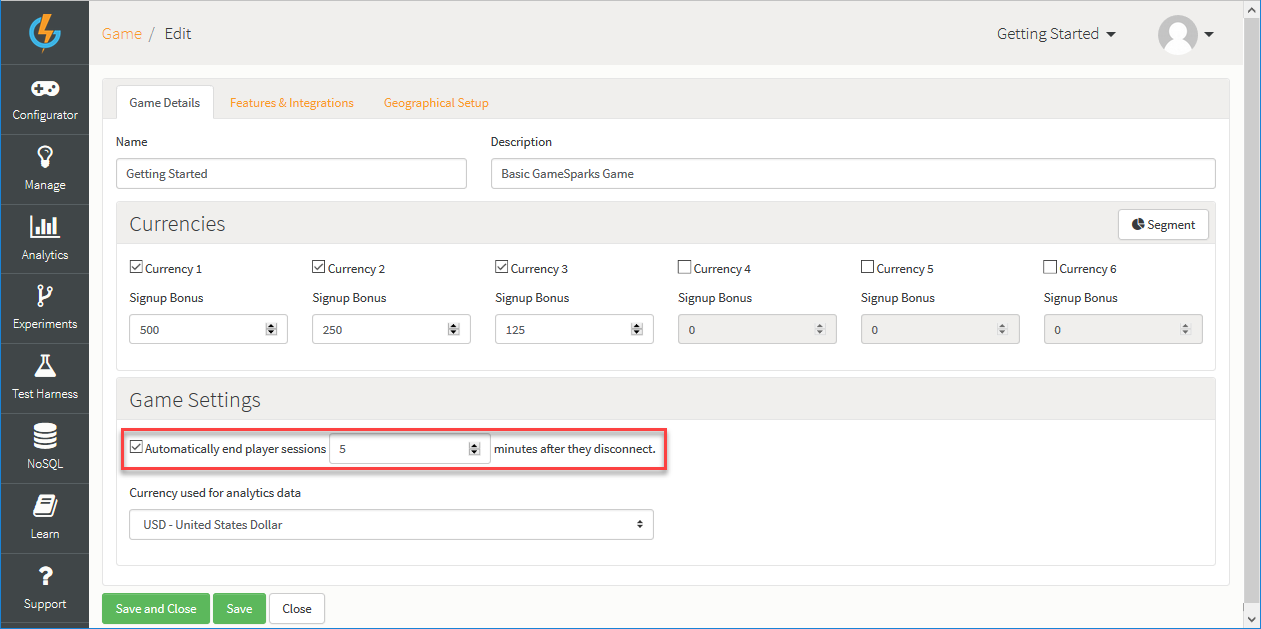 Game / Edit
Getting Started
Configurator
Manage
Analytics
Experiments
Test Harness
NoSQL
Learn
Support
Game Details Features & Integrations Geographical Setup
Name Description
Getting Started Basic GameSparks Game
Currencies Segment
Currency 1 Currency 2 Currency 3 Currency 4 Currency 5 Currency 6
Signup Bonus Signup Bonus Signup Bonus Signup Bonus Signup Bonus Signup Bonus
500 250 125 0 0 0
Game Settings
Automatically end player sessions 5 minutes after they disconnect.
Currency used for analytics data
USD - United States Dollar
Save and Close Save Close